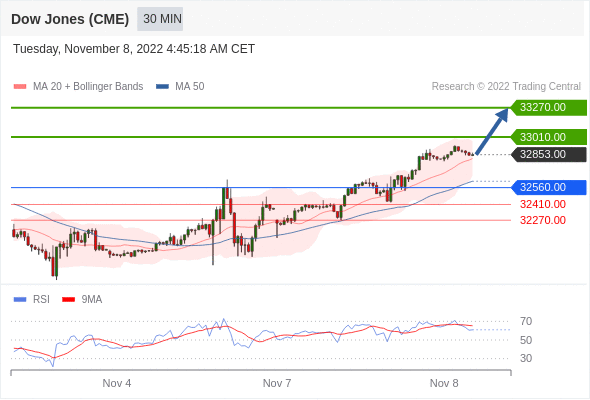 Dow Jones (CME) 30 MIN
Tuesday, November 8, 2022 4:45:18 AM CET
MA 20 + Bollinger Bands MA 50 Research © 2022 Trading Central
33270.00
33010.00
32853.00
32560.00
32410.00
32270.00
RSI 9MA
70
50
30
Nov 4 Nov 7 Nov 8